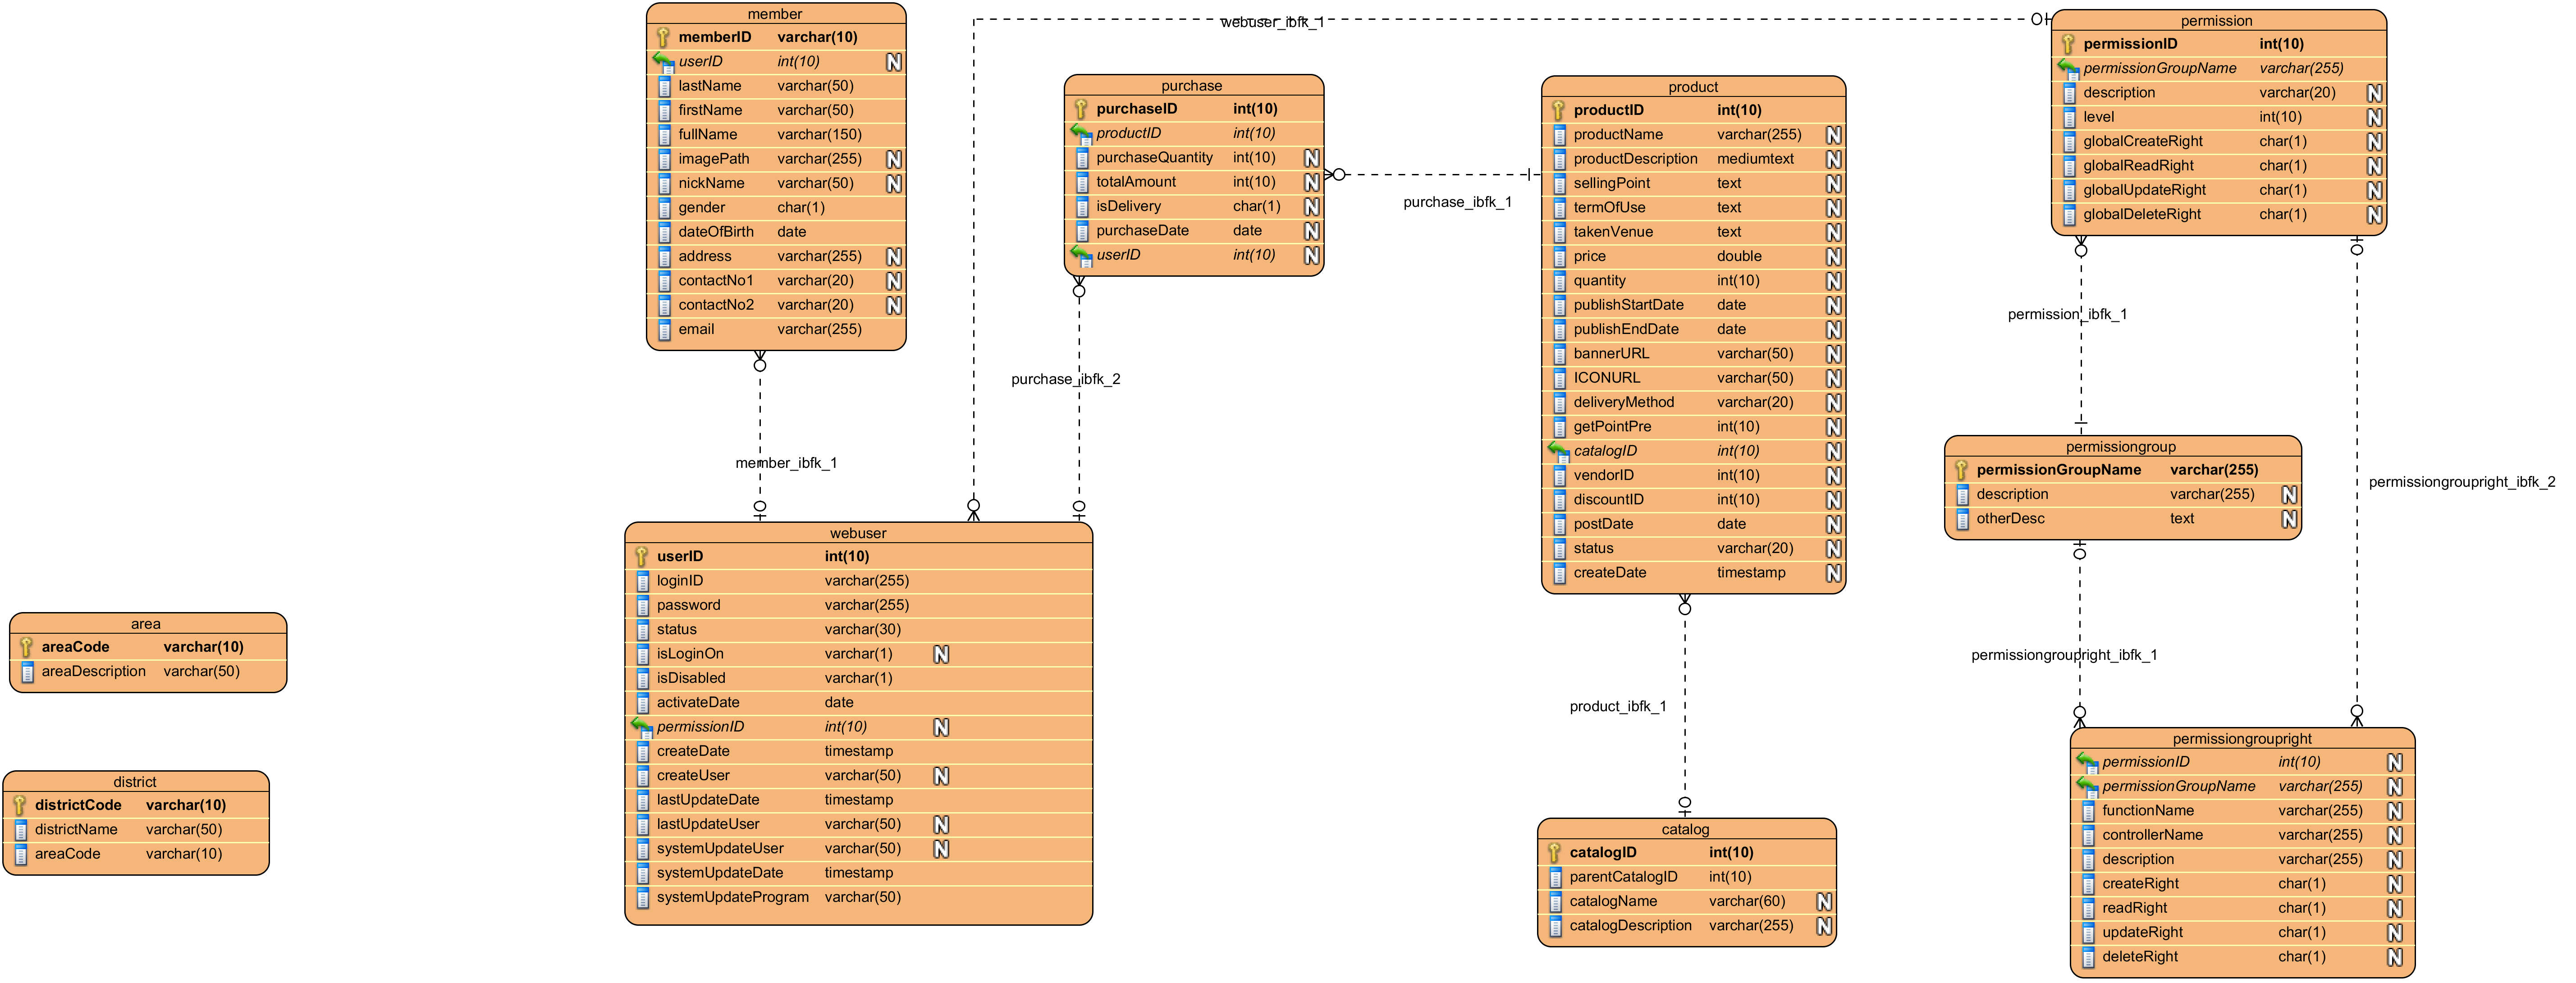 member
memberID varchar(10)
userID int(10) N
lastName varchar(50)
firstName varchar(50)
fullName varchar(150)
imagePath varchar(255) N
nickName varchar(50) N
gender char(1)
dateOfBirth date
address varchar(255) N
contactNo1 varchar(20) N
contactNo2 varchar(20) N
email varchar(255)
webuser_ibfk_1
purchase
purchaseID int(10)
productID int(10)
purchaseQuantity int(10) N
totalAmount int(10) N
isDelivery char(1) N
purchaseDate date N
userID int(10) N
purchase_ibfk_1
product
productID int(10)
productName varchar(255) N
productDescription mediumtext N
sellingPoint text N
termOfUse text N
takenVenue text N
price double N
quantity int(10) N
publishStartDate date N
publishEndDate date N
bannerURL varchar(50) N
ICONURL varchar(50) N
deliveryMethod varchar(20) N
getPointPre int(10) N
catalogID int(10) N
vendorID int(10) N
discountID int(10) N
postDate date N
status varchar(20) N
createDate timestamp N
permission
permissionID int(10)
permissionGroupName varchar(255)
description varchar(20) N
level int(10) N
globalCreateRight char(1) N
globalReadRight char(1) N
globalUpdateRight char(1) N
globalDeleteRight char(1) N
permission_ibfk_1
purchase_ibfk_2
member_ibfk_1
permissiongroup
permissionGroupName varchar(255)
description varchar(255) N
otherDesc text N
permissiongroupright_ibfk_2
webuser
userID int(10)
loginID varchar(255)
password varchar(255)
status varchar(30)
isLoginOn varchar(1) N
isDisabled varchar(1)
activateDate date
permissionID int(10) N
createDate timestamp
createUser varchar(50) N
lastUpdateDate timestamp
lastUpdateUser varchar(50) N
systemUpdateUser varchar(50) N
systemUpdateDate timestamp
systemUpdateProgram varchar(50)
area
areaCode varchar(10)
areaDescription varchar(50)
district
districtCode varchar(10)
districtName varchar(50)
areaCode varchar(10)
permissiongroupright_ibfk_1
product_ibfk_1
catalog
catalogID int(10)
parentCatalogID int(10)
catalogName varchar(60) N
catalogDescription varchar(255) N
permissiongroupright
permissionID int(10) N
permissionGroupName varchar(255) N
functionName varchar(255) N
controllerName varchar(255) N
description varchar(255) N
createRight char(1) N
readRight char(1) N
updateRight char(1) N
deleteRight char(1) N